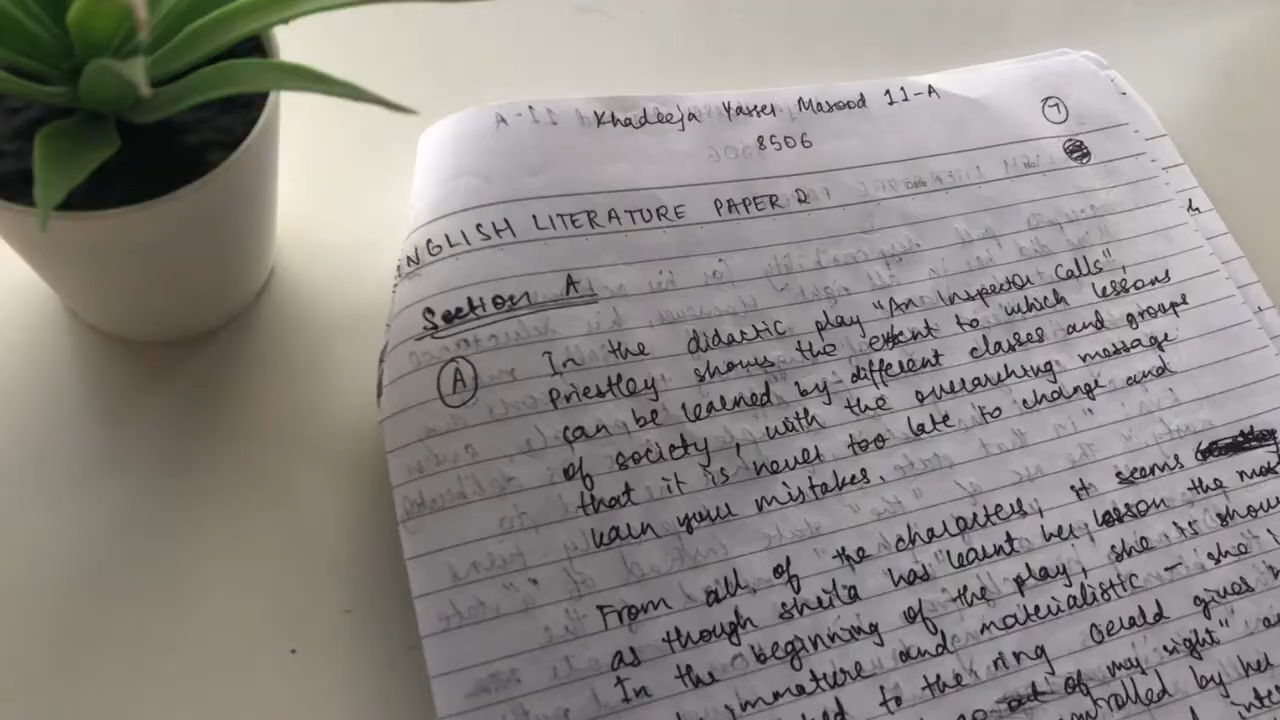 Khadeeja Yasser Masood 11-A
8506
ENGLISH LITERATURE PAPER 2
Section A
A In the didactic play "An Inspector Calls",
Priestley shows the extent to which lessons
can be learned by different classes and groups
of society, with the overarching message
that it is never too late to change and
learn your mistakes.
From all of the characters, it seems
as though Sheila has learnt her lesson the most
In the beginning of the play, she is show
immature and materialistic - she i
to the ring Gerald gives h
out of my sight"
controlled by her